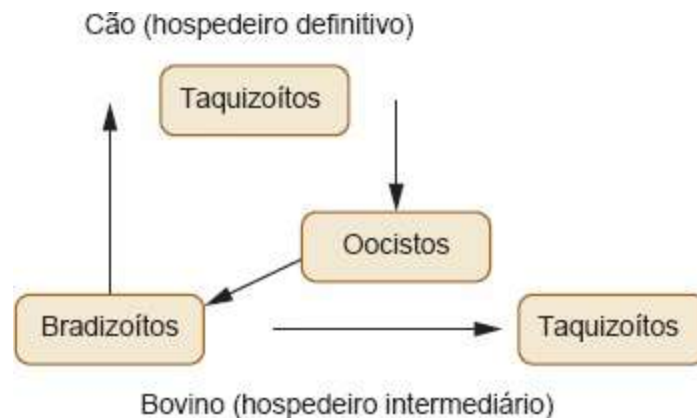 Cão (hospedeiro definitivo)
Taquizoítos
Oocistos
Bradizoítos
Taquizoítos
Bovino (hospedeiro intermediário)